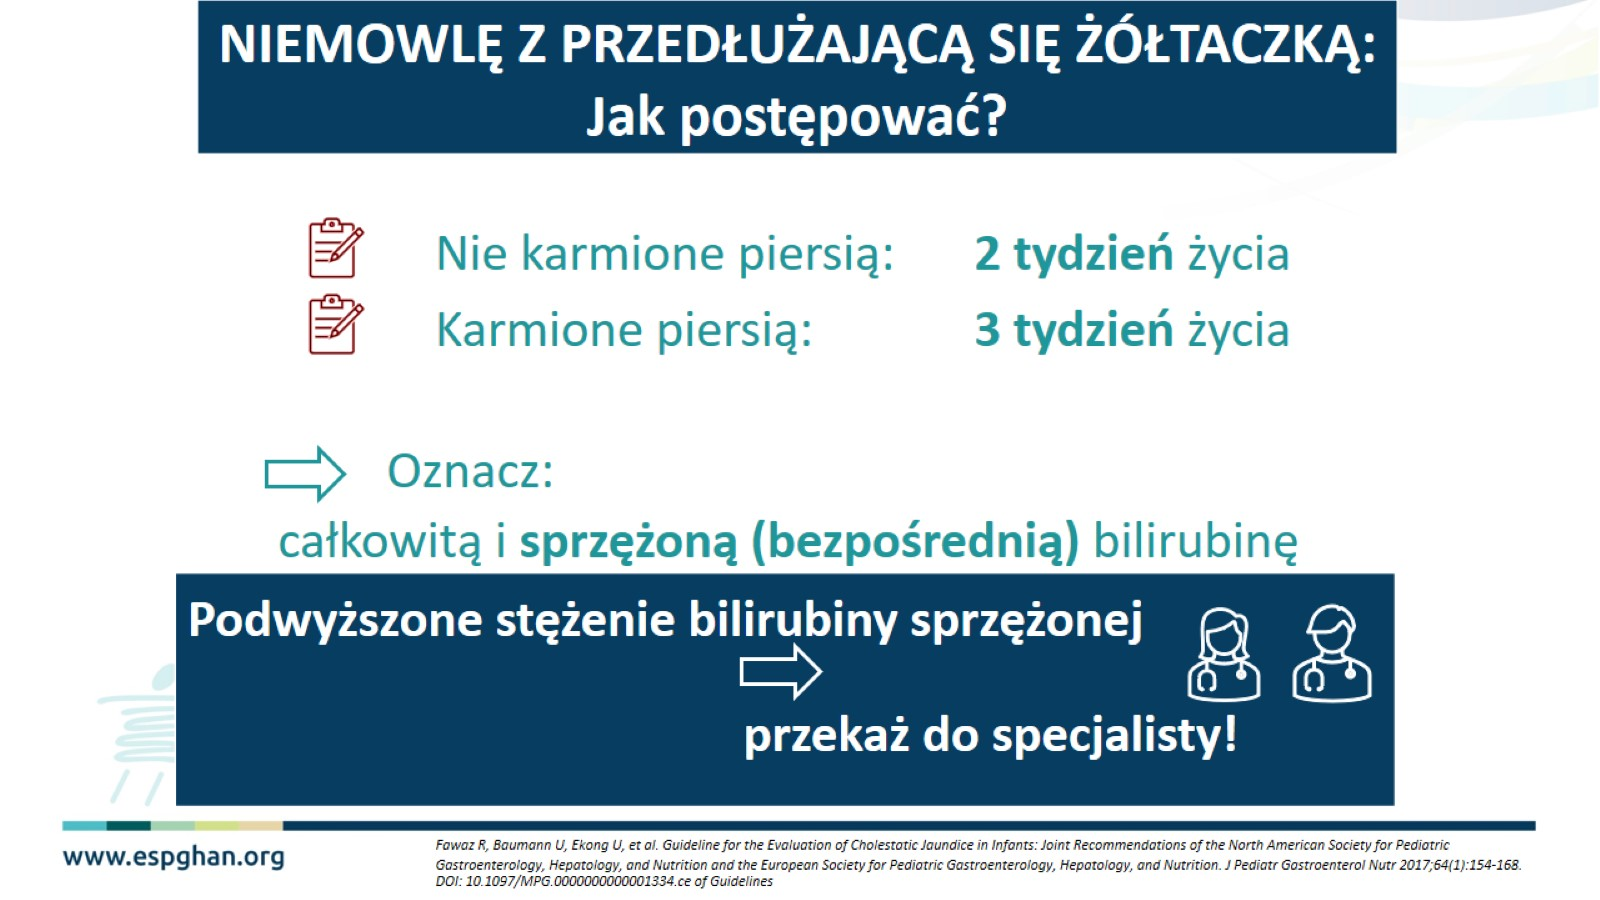 NIEMOWLĘ Z PRZEDŁUŻAJĄCĄ SIĘ ŻÓŁTACZKĄ:
Jak postępować?
Nie karmione piersią: 2 tydzień życia
Karmione piersią: 3 tydzień życia
Oznacz:
całkowitą i sprzężoną (bezpośrednią) bilirubinę
Podwyższone stężenie bilirubiny sprzężonej
przekaż do specjalisty!
www.espghan.org
Fawaz R, Baumann U, Ekong U, et al. Guideline for the Evaluation of Cholestatic Jaundice in Infants: Joint Recommendations of the North American Society for Pediatric
Gastroenterology, Hepatology, and Nutrition and the European Society for Pediatric Gastroenterology, Hepatology, and Nutrition. J Pediatr Gastroenterol Nutr 2017;64(1):154-168.
DOI: 10.1097/MPG.0000000000001334.ce of Guidelines